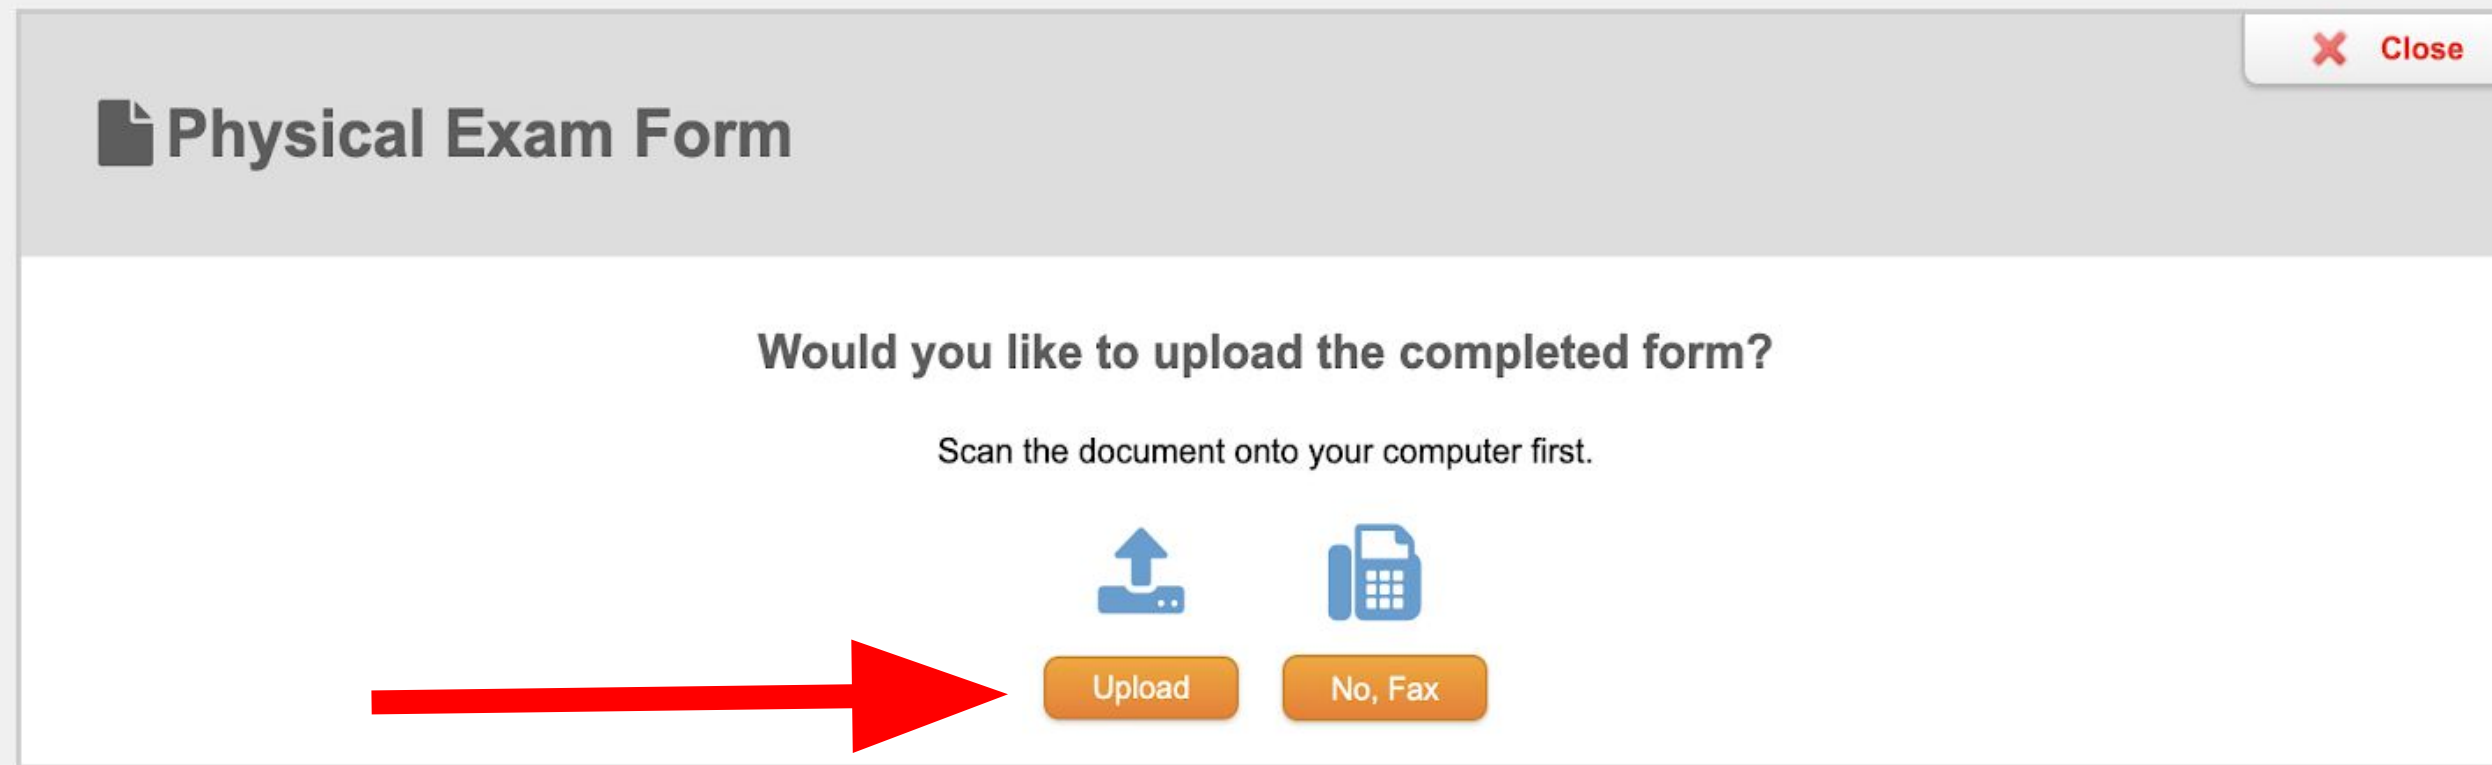 Close
Physical Exam Form
Would you like to upload the completed form?
Scan the document onto your computer first.
Upload
No, Fax